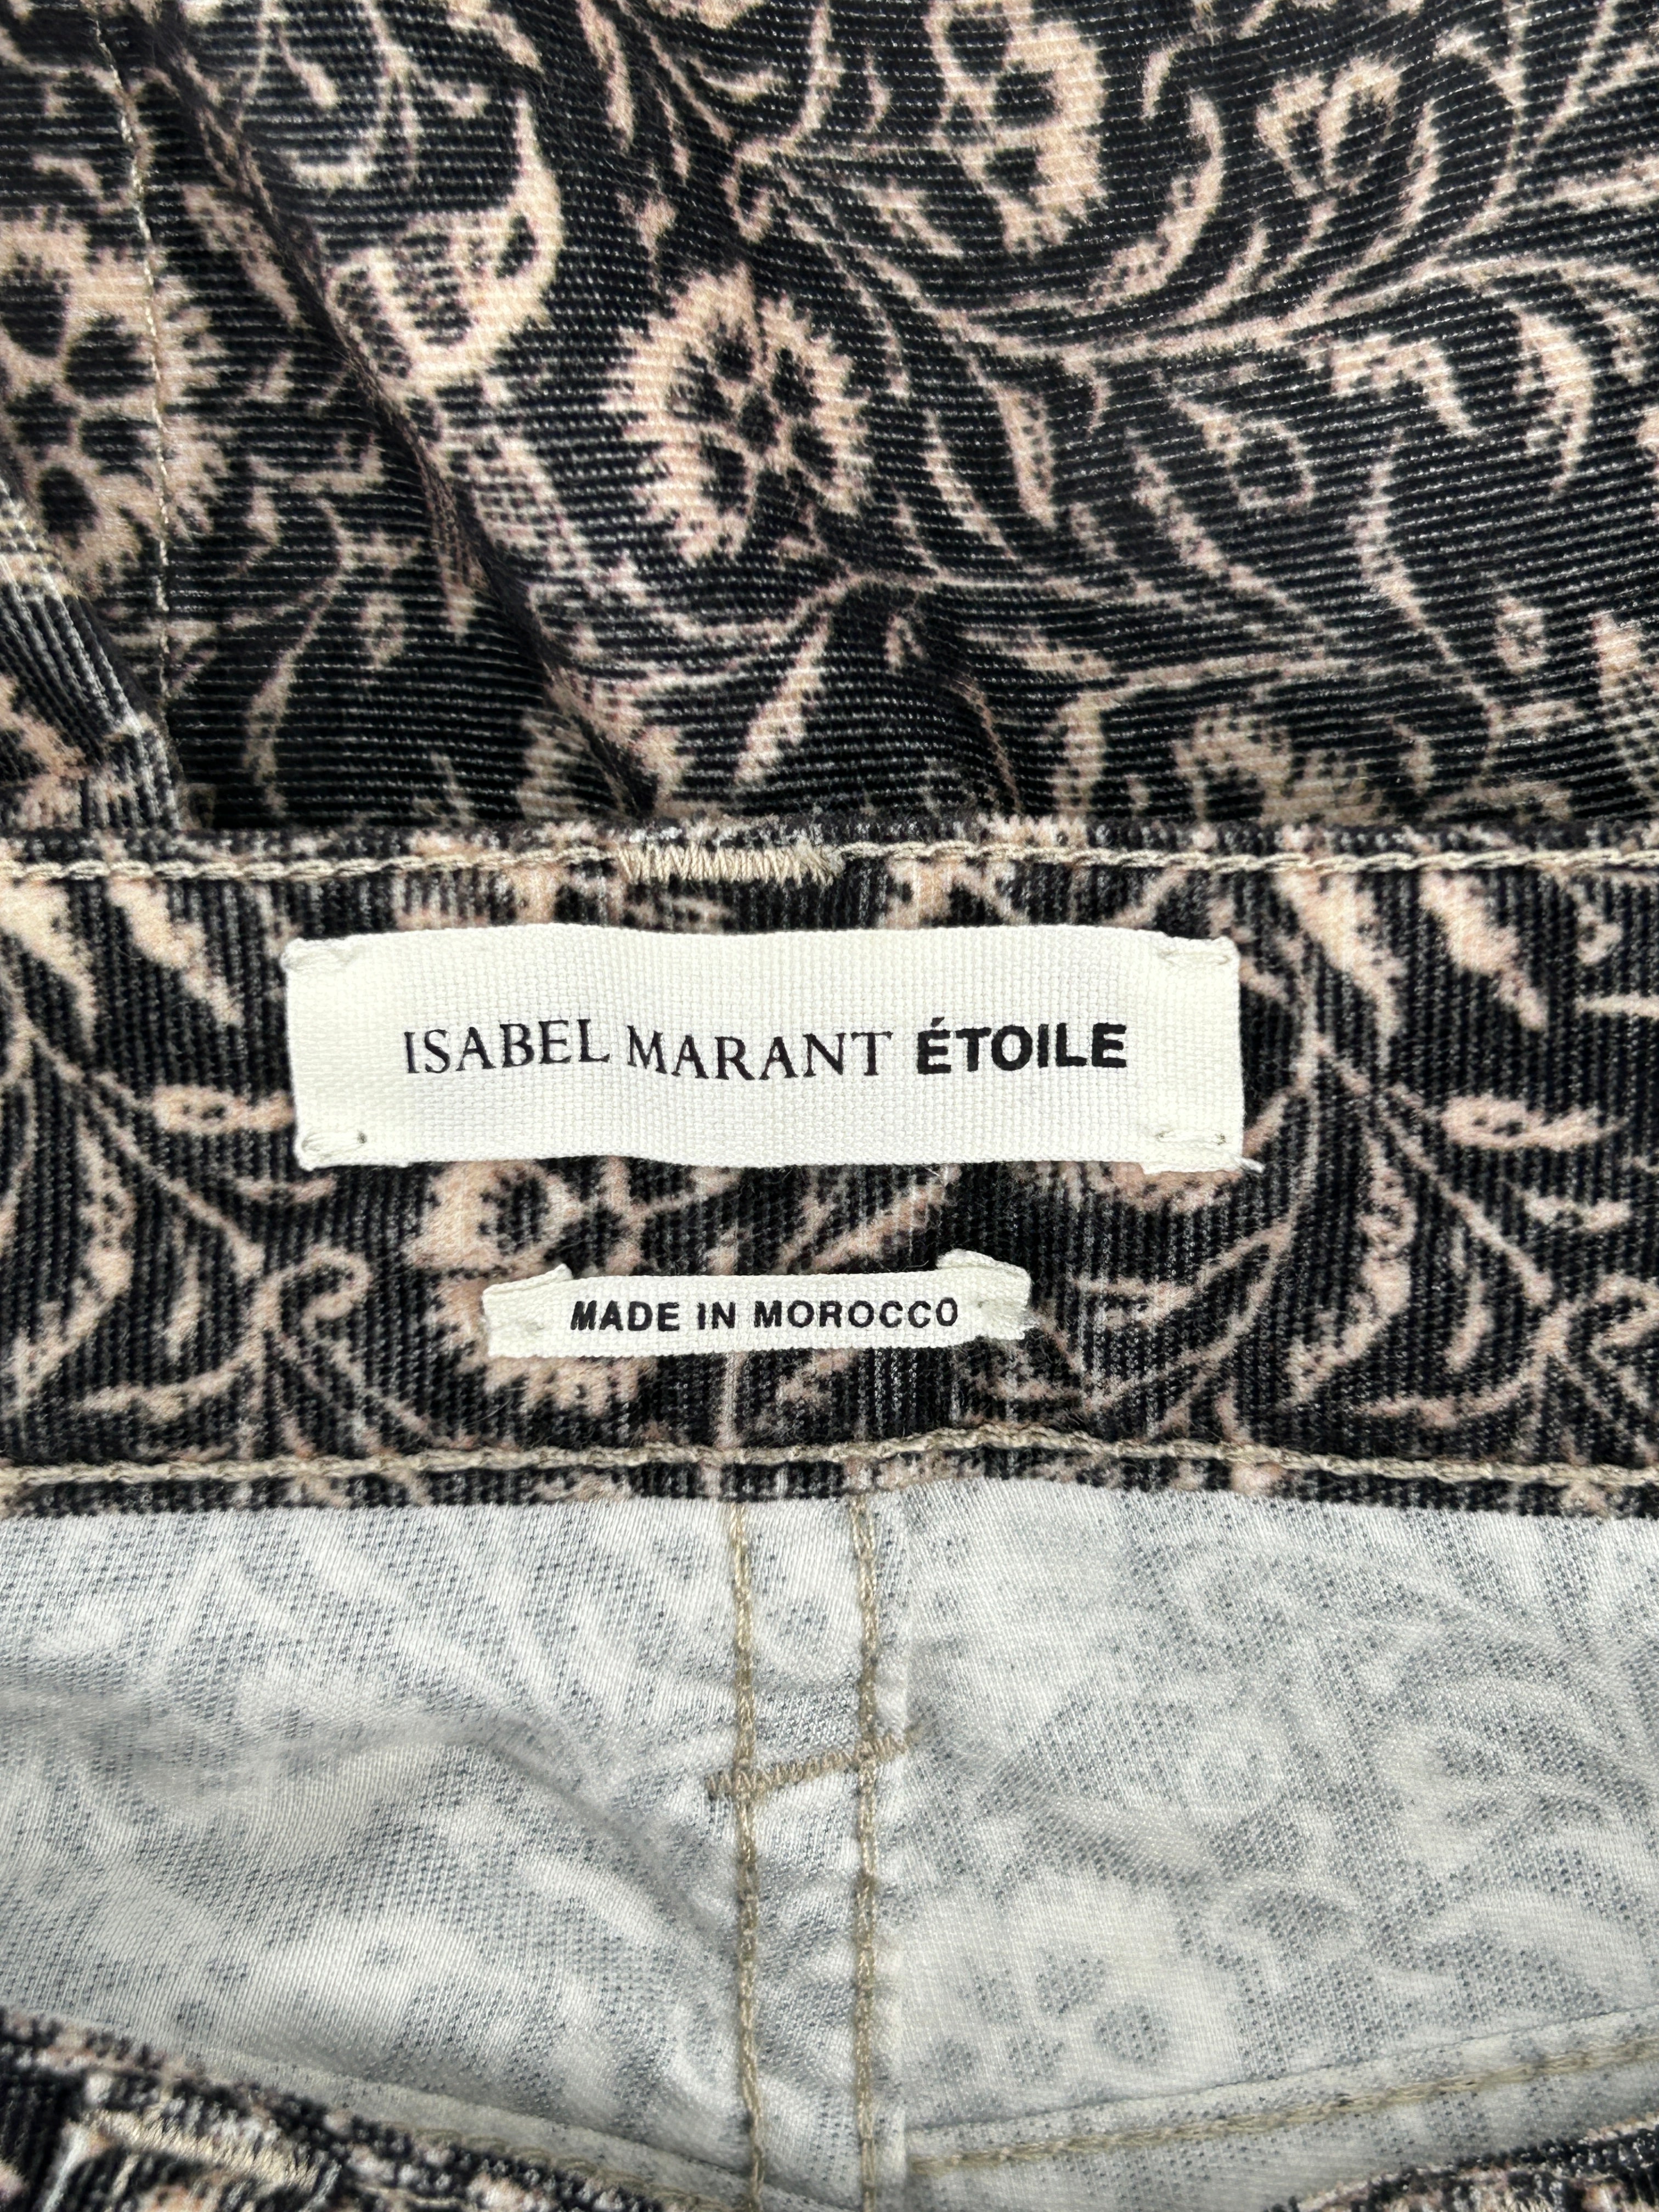 ISABEL MARANT ÉTOILE
MADE IN MOROCCO